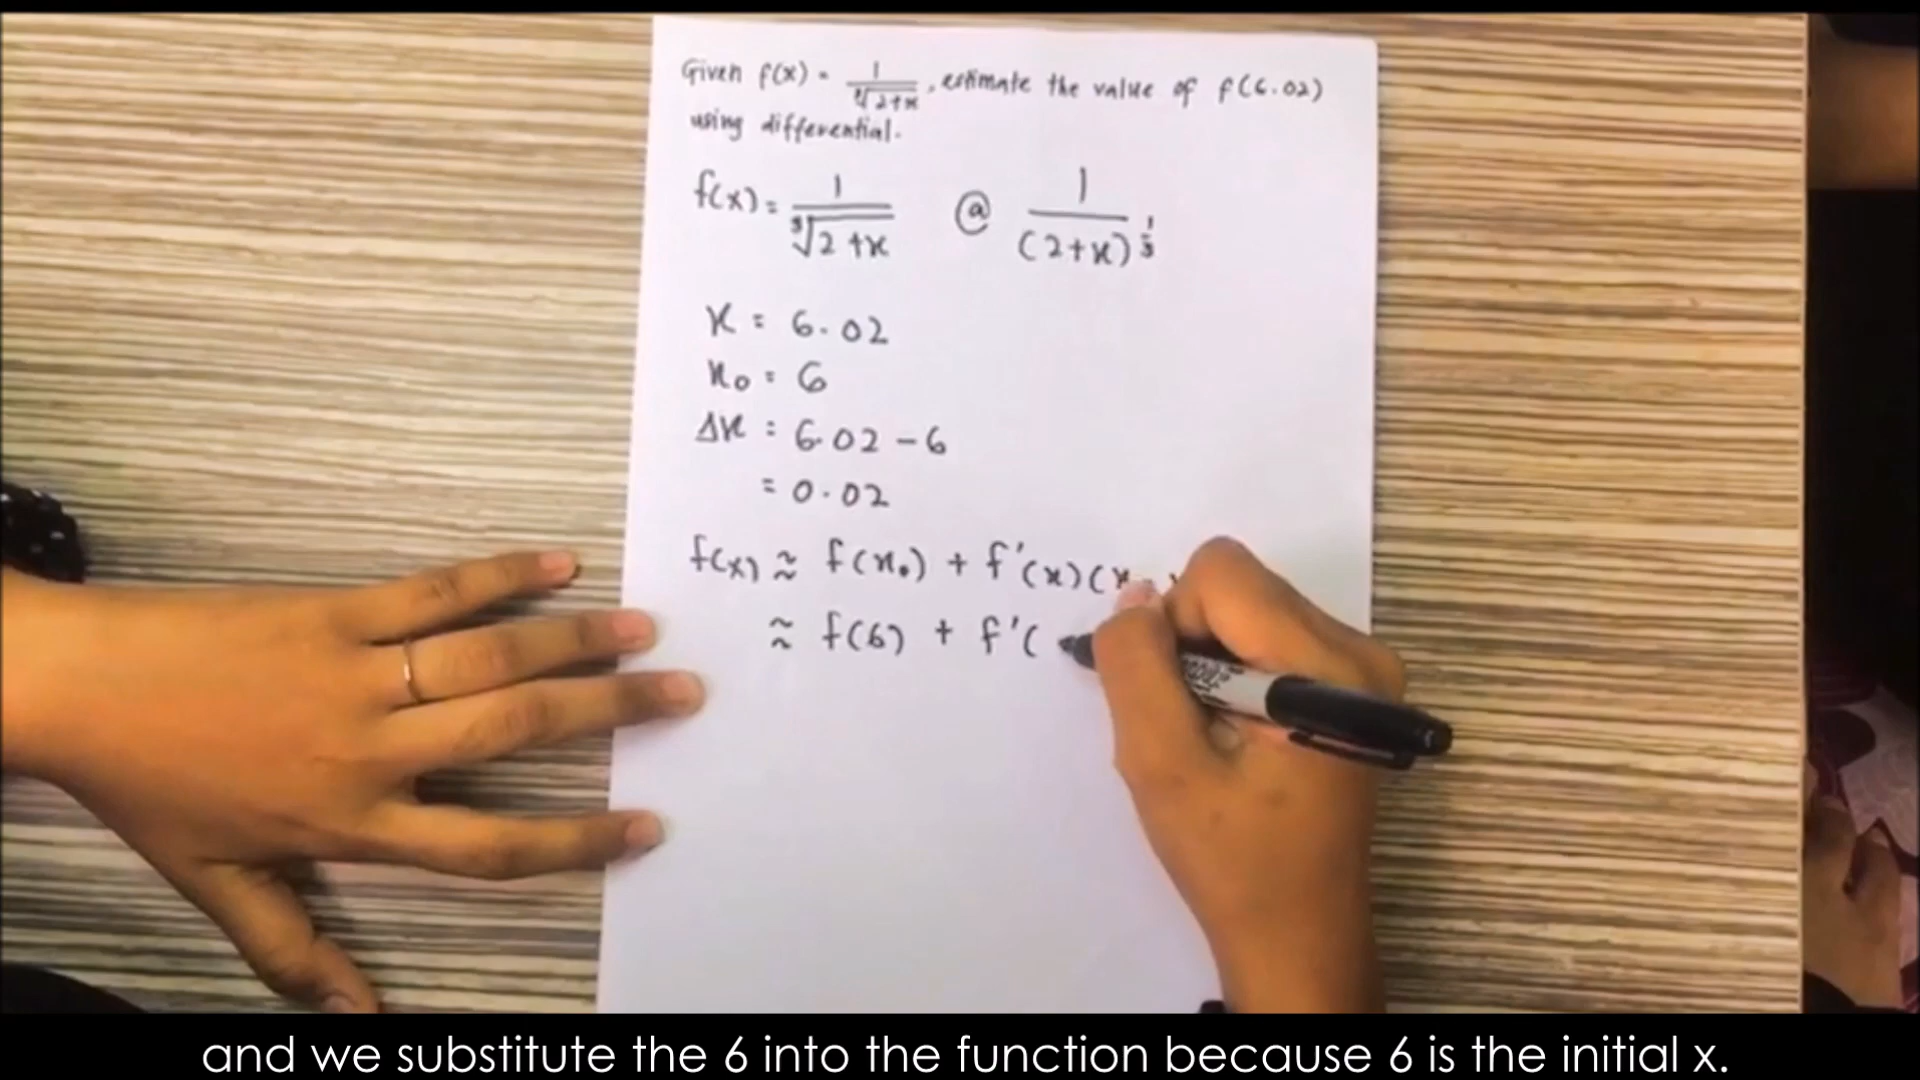 Given f(x) = 1/∛2+x, estimate the value of f(6.02)
using differential.
f(x) = 1/∛2+x @ 1/(2+x)^1/3
x = 6.02
x₀ = 6
Δx = 6.02 - 6
= 0.02
f(x) ≈ f(x₀) + f'(x)(x -
≈ f(6) + f'(
and we substitute the 6 into the function because 6 is the initial x.